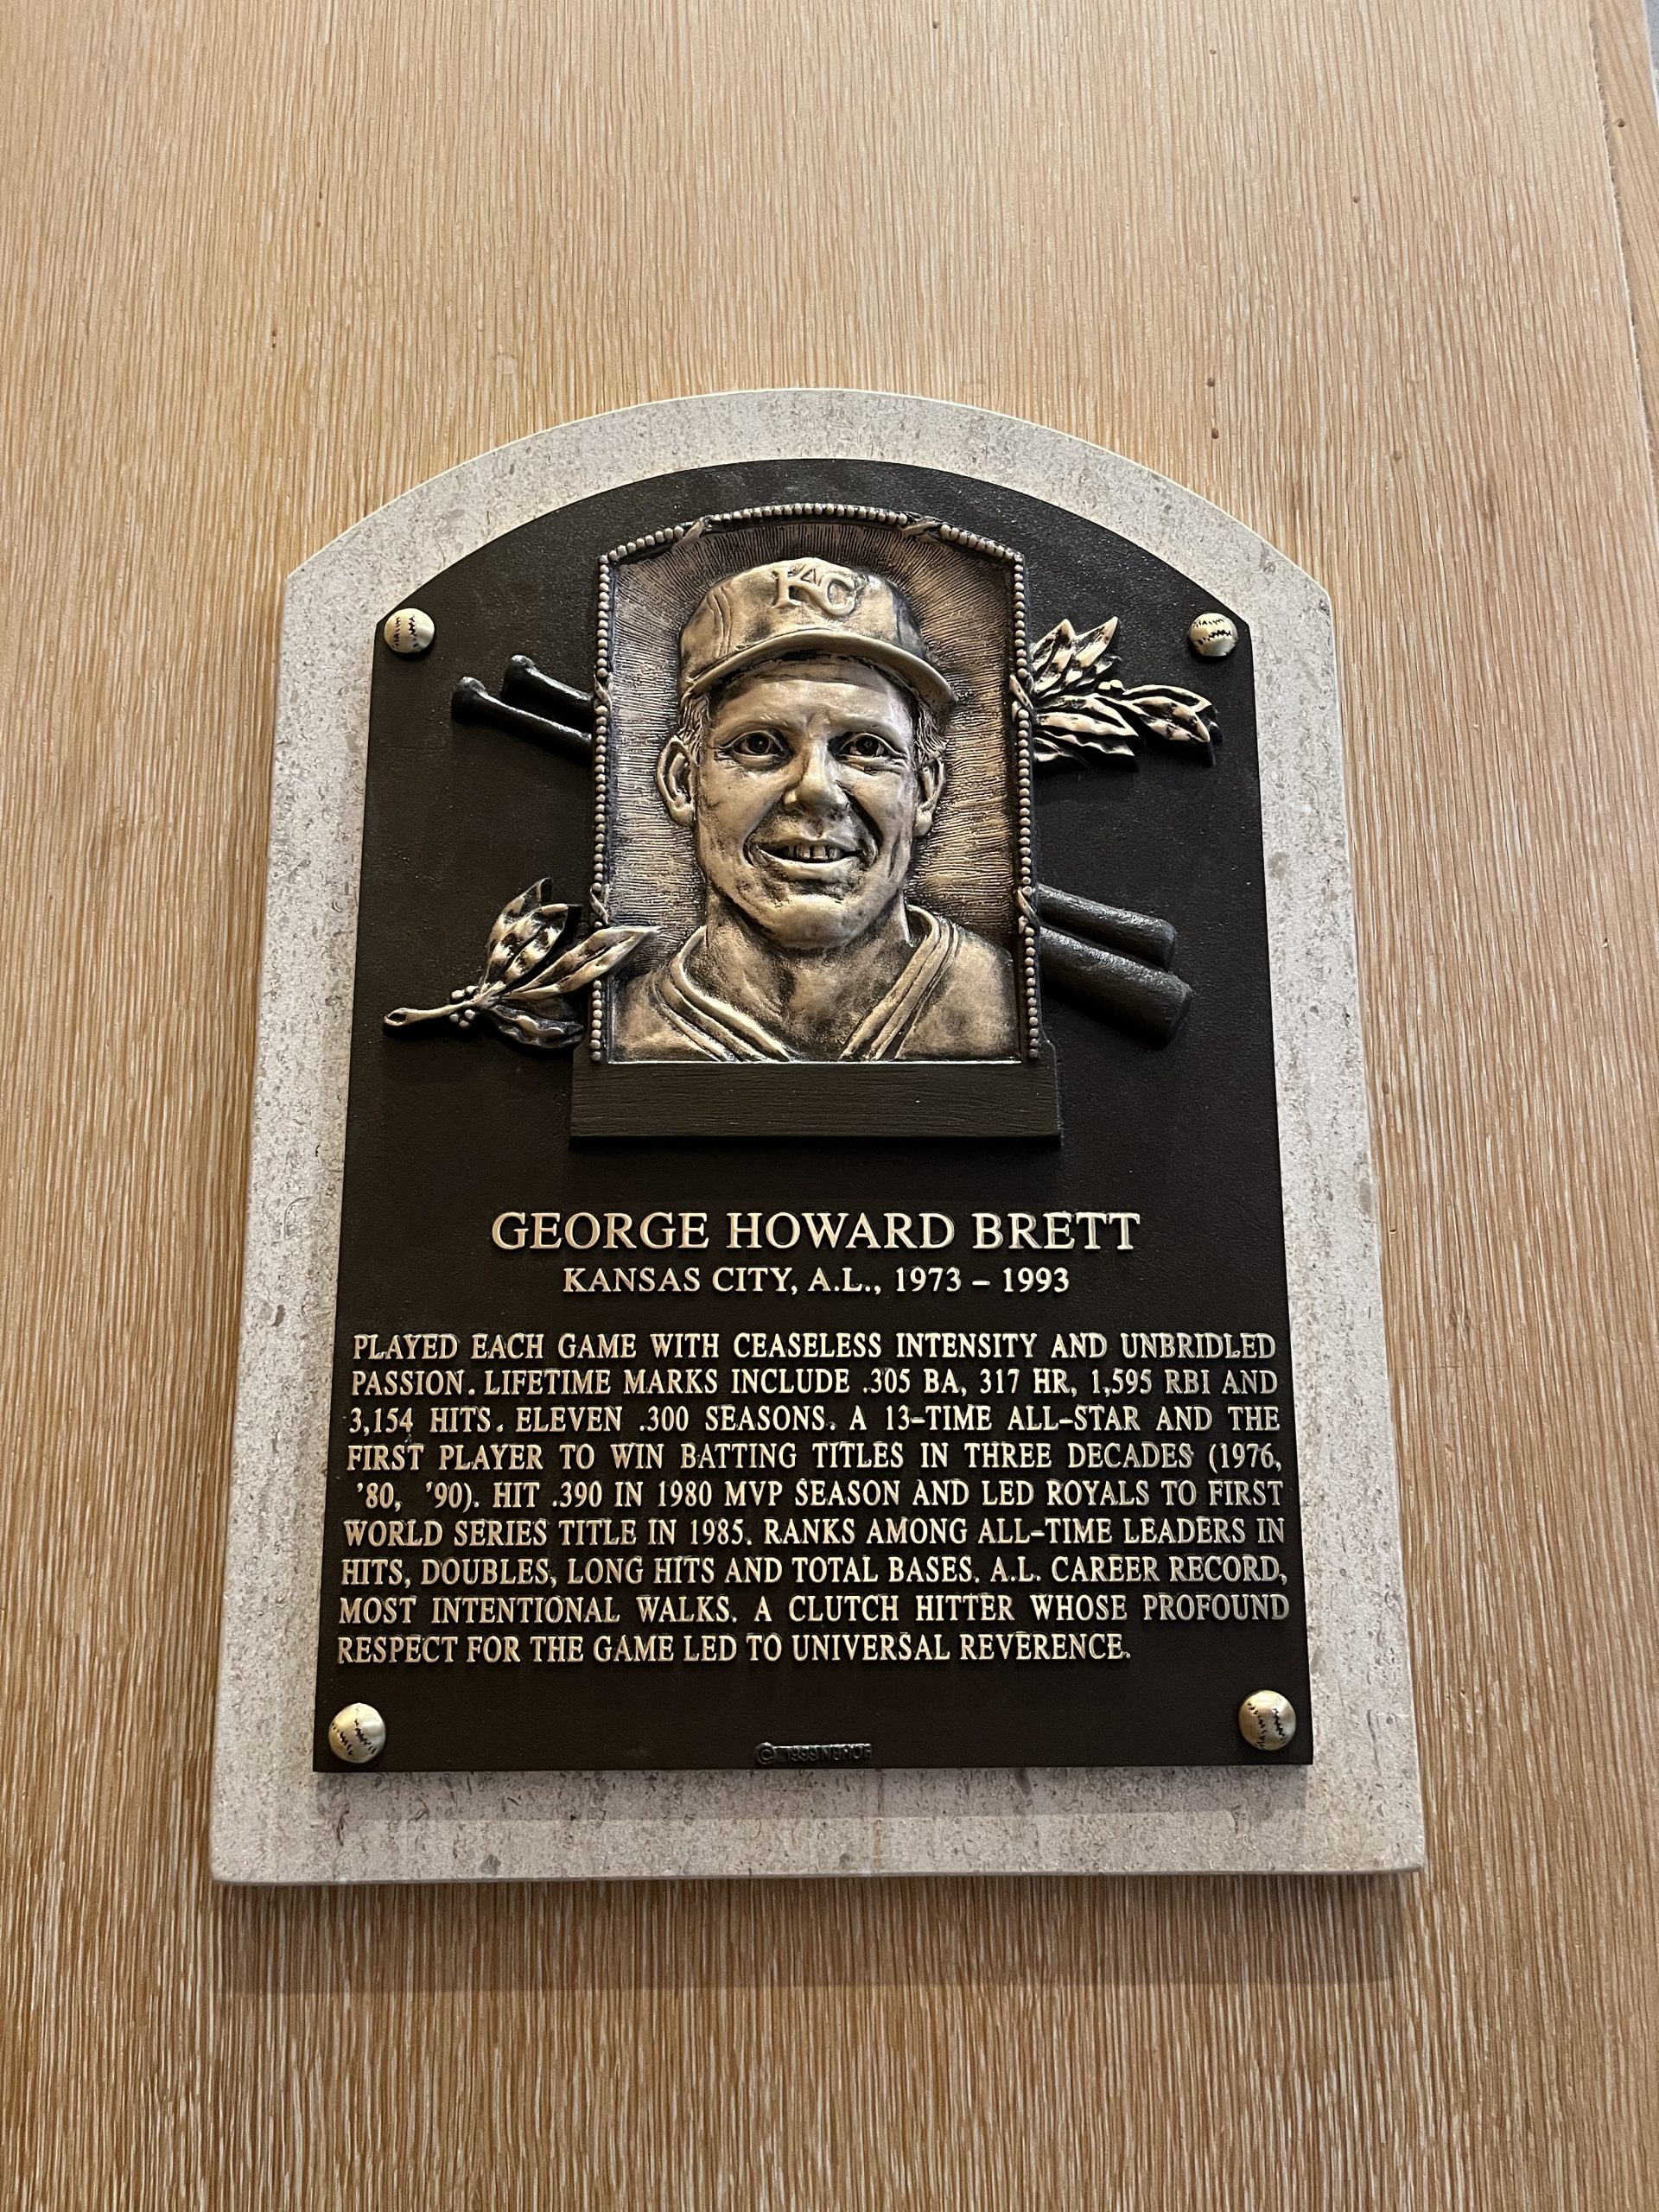 KC
GEORGE HOWARD BRETT
KANSAS CITY, A.L., 1973 – 1993
PLAYED EACH GAME WITH CEASELESS INTENSITY AND UNBRIDLED
PASSION. LIFETIME MARKS INCLUDE .305 BA, 317 HR, 1,595 RBI AND
3,154 HITS. ELEVEN .300 SEASONS. A 13-TIME ALL-STAR AND THE
FIRST PLAYER TO WIN BATTING TITLES IN THREE DECADES (1976,
'80, '90). HIT .390 IN 1980 MVP SEASON AND LED ROYALS TO FIRST
WORLD SERIES TITLE IN 1985. RANKS AMONG ALL-TIME LEADERS IN
HITS, DOUBLES, LONG HITS AND TOTAL BASES. A.L. CAREER RECORD,
MOST INTENTIONAL WALKS. A CLUTCH HITTER WHOSE PROFOUND
RESPECT FOR THE GAME LED TO UNIVERSAL REVERENCE.
© 1999 NBHOF